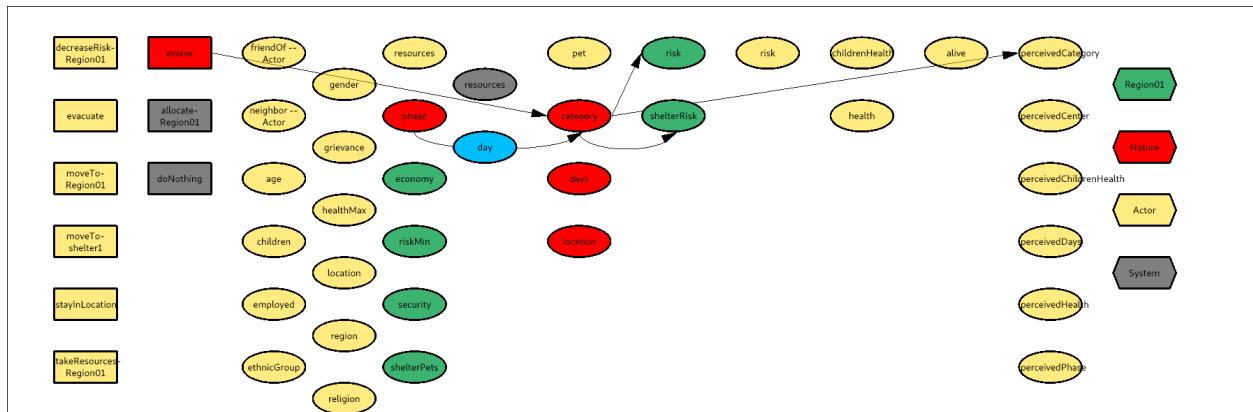 decreaseRisk-
Region01
evolve
friendOf --
Actor
resources
pet
risk
risk
childrenHealth
alive
perceivedCategory
gender
resources
Region01
evacuate
allocate-
Region01
neighbor --
Actor
phase
category
shelterRisk
health
perceivedCenter
grievance
day
Nature
moveTo-
Region01
doNothing
age
economy
days
perceivedChildrenHealth
healthMax
Actor
moveTo-
shelter1
children
riskMin
location
perceivedDays
location
System
stayInLocation
employed
security
perceivedHealth
region
takeResources-
Region01
ethnicGroup
shelterPets
perceivedPhase
religion